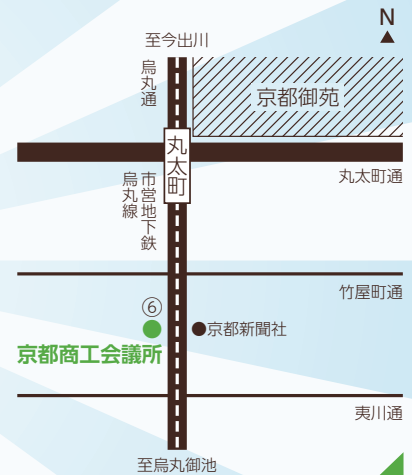 N
至今出川
烏丸通
京都御苑
丸太町
丸太町通
市営地下鉄
烏丸線
竹屋町通
⑥
京都新聞社
京都商工会議所
夷川通
至烏丸御池